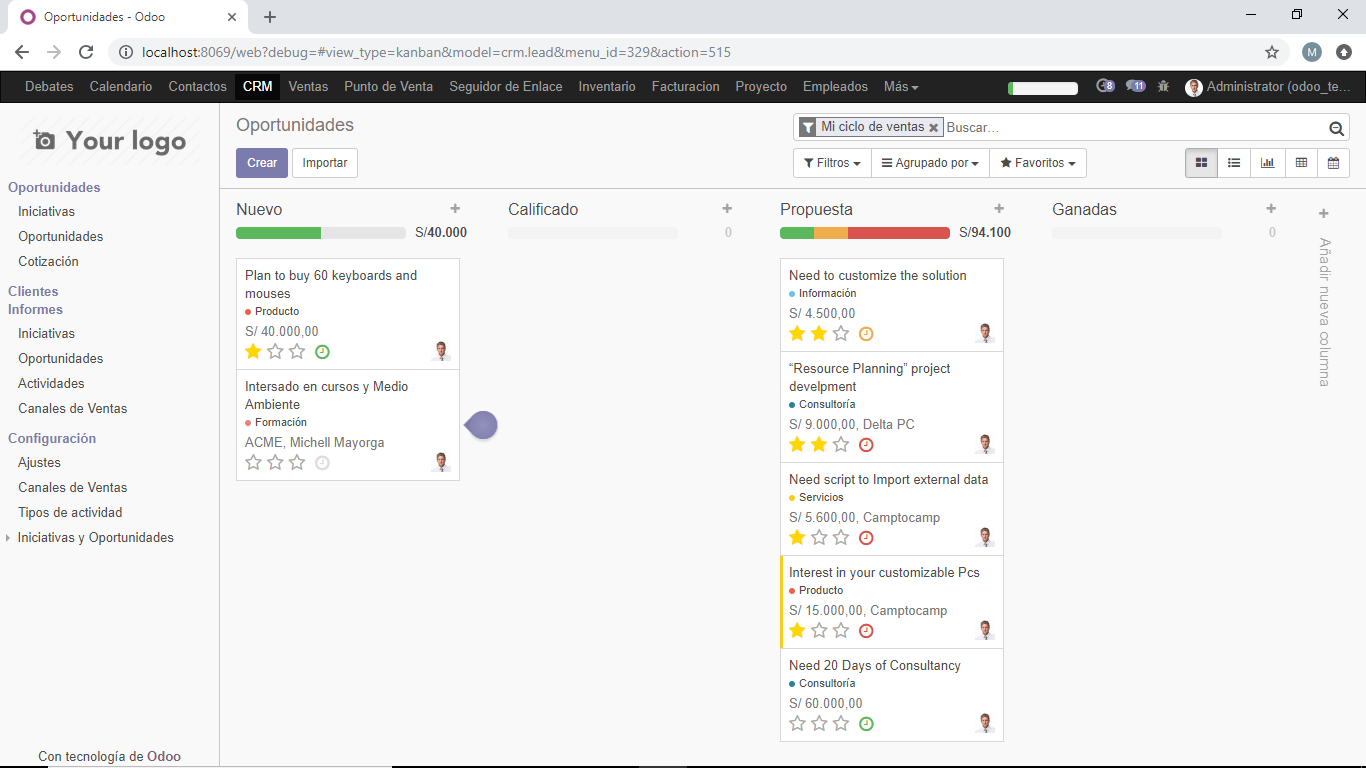 Oportunidades - Odoo
localhost:8069/web?debug=#view_type=kanban&model=crm.lead&menu_id=329&action=515
M
Debates Calendario Contactos CRM Ventas Punto de Venta Seguidor de Enlace Inventario Facturacion Proyecto Empleados Más 8 11 Administrator (odoo_te…
Your logo
Oportunidades
Iniciativas
Oportunidades
Cotización
Clientes
Informes
Iniciativas
Oportunidades
Actividades
Canales de Ventas
Configuración
Ajustes
Canales de Ventas
Tipos de actividad
Iniciativas y Oportunidades
Con tecnología de Odoo
Oportunidades
Mi ciclo de ventas Buscar...
Crear Importar
Filtros Agrupado por Favoritos
Nuevo
S/40.000
Plan to buy 60 keyboards and
mouses
Producto
S/ 40.000,00
Intersado en cursos y Medio
Ambiente
Formación
ACME, Michell Mayorga
Calificado
0
Propuesta
S/94.100
Need to customize the solution
Información
S/ 4.500,00
“Resource Planning” project
develpment
Consultoría
S/ 9.000,00, Delta PC
Need script to Import external data
Servicios
S/ 5.600,00, Camptocamp
Interest in your customizable Pcs
Producto
S/ 15.000,00, Camptocamp
Need 20 Days of Consultancy
Consultoría
S/ 60.000,00
Ganadas
0
Añadir nueva columna